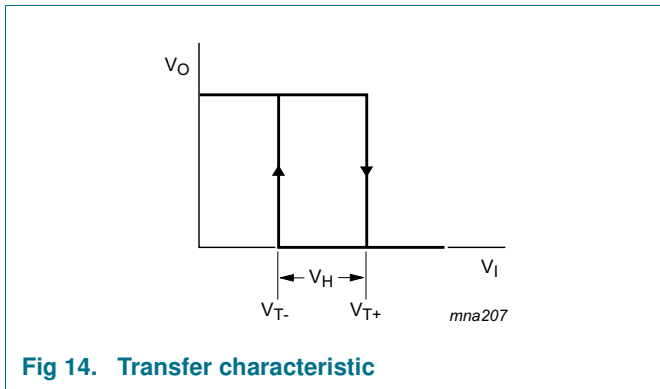 VO
VI
VH
VT-
VT+
mna207
Fig 14. Transfer characteristic